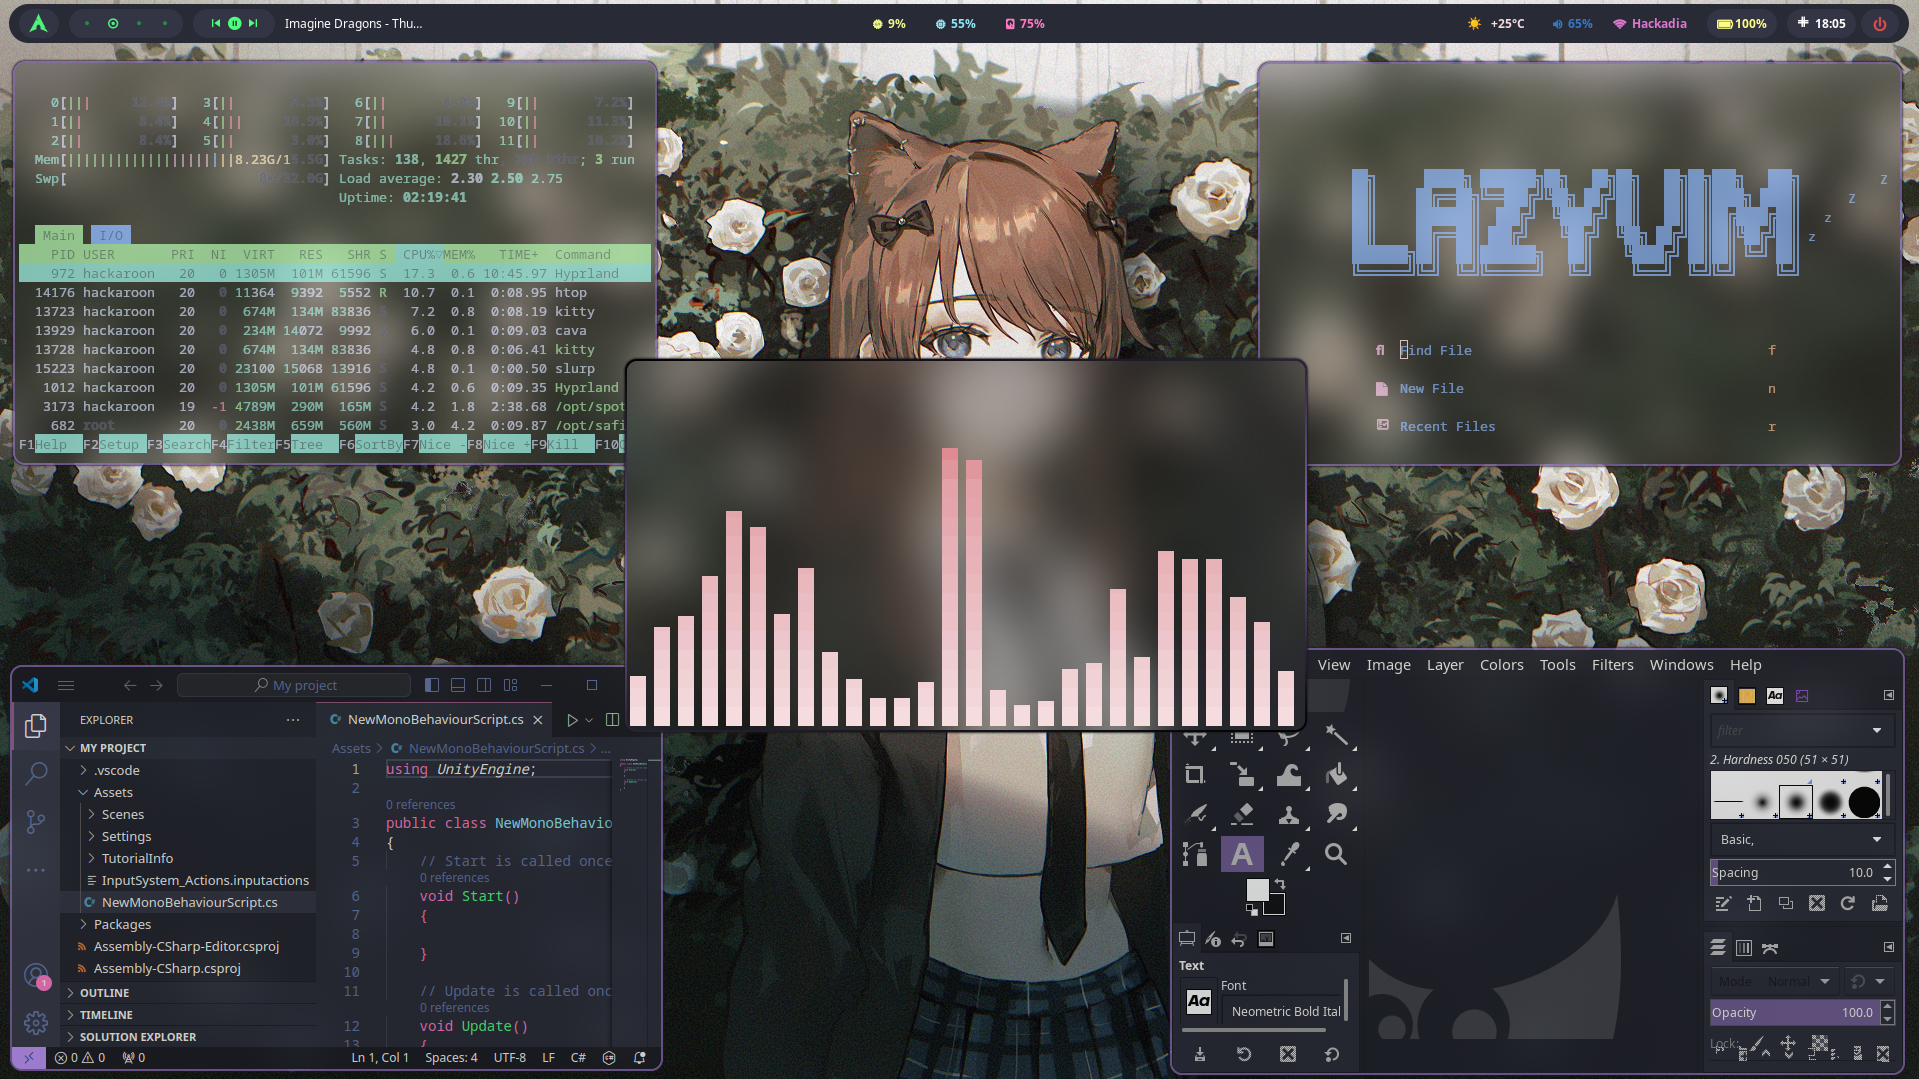 Imagine Dragons - Thu...
9%
55%
75%
+25°C
65%
Hackadia
100%
18:05
0[||| ] 3[|| ] 6[|| ] 9[|| 7.2%]
1[|| 8.4%] 4[||| ] 7[|| ] 10[|| 11.3%]
2[|| 8.4%] 5[|| 3.0%] 8[||| 18.6%] 11[|| ]
Mem[ 8.23G/15.5G] Tasks: 138, 1427 thr, ; 3 run
Swp[ 0K/32.0G] Load average: 2.30 2.50 2.75
Uptime: 02:19:41
Main I/O
PID USER PRI NI VIRT RES SHR S CPU%▽MEM% TIME+ Command
972 hackaroon 20 0 1305M 101M 61596 S 17.3 0.6 10:45.97 Hyprland
14176 hackaroon 20 0 11364 9392 5552 R 10.7 0.1 0:08.95 htop
13723 hackaroon 20 0 674M 134M 83836 S 7.2 0.8 0:08.19 kitty
13929 hackaroon 20 0 234M 14072 9992 S 6.0 0.1 0:09.03 cava
13728 hackaroon 20 0 674M 134M 83836 S 4.8 0.8 0:06.41 kitty
15223 hackaroon 20 0 23100 15068 13916 S 4.8 0.1 0:00.50 slurp
1012 hackaroon 20 0 1305M 101M 61596 S 4.2 0.6 0:09.35 Hyprland
3173 hackaroon 19 -1 4789M 290M 165M S 4.2 1.8 2:38.68 /opt/spot
682 root 20 0 2438M 659M 560M S 3.0 4.2 0:09.87 /opt/safi
F1Help F2Setup F3SearchF4FilterF5Tree F6SortByF7Nice -F8Nice +F9Kill F10
LAZYVIM
Z
Z
z
z
Find File f
New File n
Recent Files r
My project
EXPLORER
MY PROJECT
.vscode
Assets
Scenes
Settings
TutorialInfo
InputSystem_Actions.inputactions
NewMonoBehaviourScript.cs
Packages
Assembly-CSharp-Editor.csproj
Assembly-CSharp.csproj
OUTLINE
TIMELINE
SOLUTION EXPLORER
1
NewMonoBehaviourScript.cs
Assets > NewMonoBehaviourScript.cs > ...
1 using UnityEngine;
2
0 references
3 public class NewMonoBehavio
4 {
5 // Start is called once
0 references
6 void Start()
7 {
8
9 }
10
11 // Update is called onc
0 references
12 void Update()
13 {
0 0 0 Ln 1, Col 1 Spaces: 4 UTF-8 LF C#
View Image Layer Colors Tools Filters Windows Help
A
Text
Aa
Font
Neometric Bold Ital
Aa
filter
2. Hardness 050 (51 × 51)
Basic,
Spacing 10.0
Mode Normal
Opacity 100.0
Lock: